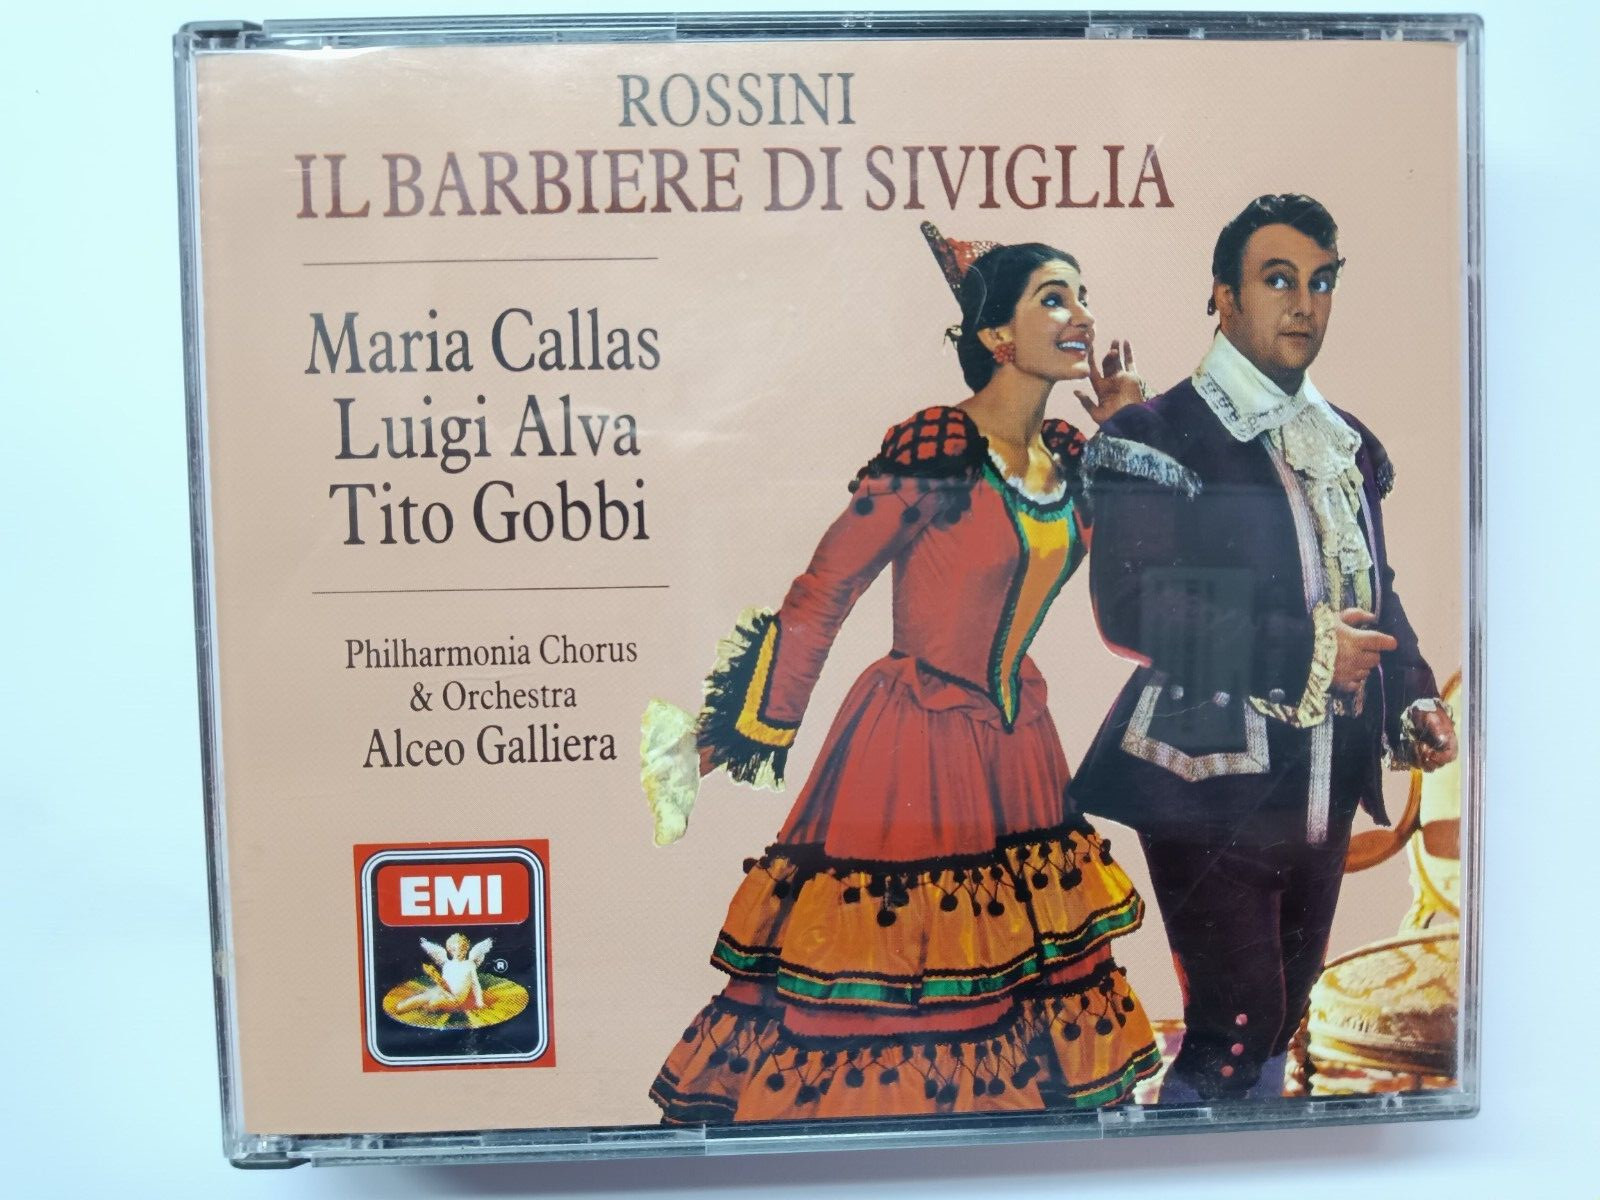 ROSSINI
IL BARBIERE DI SIVIGLIA
Maria Callas
Luigi Alva
Tito Gobbi
Philharmonia Chorus
& Orchestra
Alceo Galliera
EMI
®